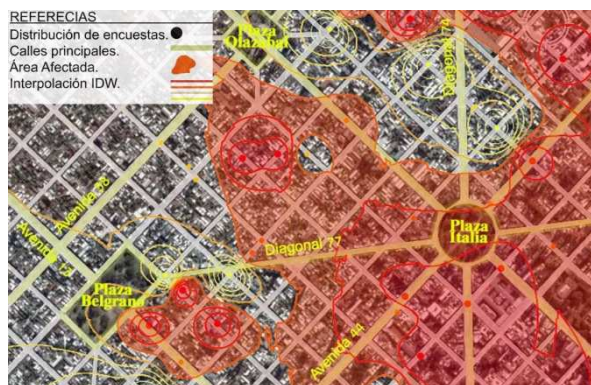 REFERECIAS
Distribución de encuestas.
Calles principales.
Área Afectada.
Interpolación IDW.
Plaza
Olazabal
Diagonal 74
Avenida 38
Avenida 13
Plaza
Italia
Diagonal 77
Plaza
Belgrano
Avenida 44